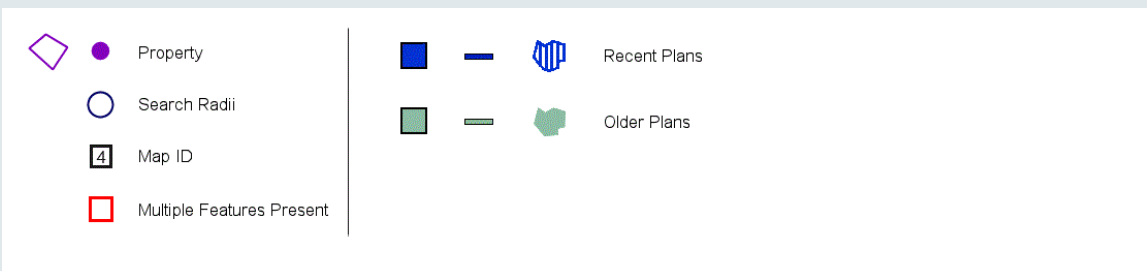 Property
Search Radii
4
Map ID
Multiple Features Present
Recent Plans
Older Plans